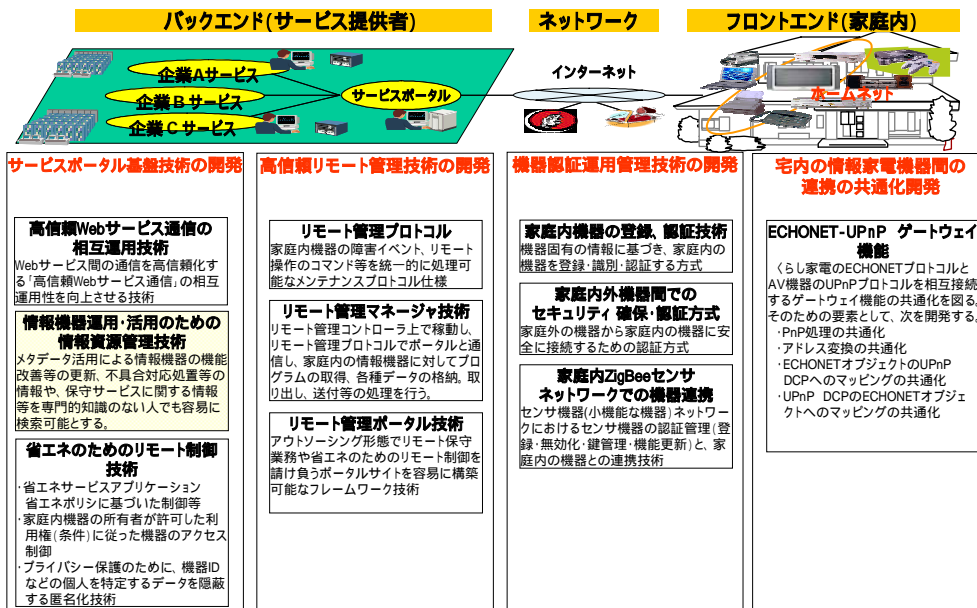 バックエンド(サービス提供者)
ネットワーク
フロントエンド(家庭内)
企業Aサービス
企業Bサービス
企業Cサービス
サービスポータル
インターネット
ホームネット
サービスポータル基盤技術の開発
高信頼Webサービス通信の
相互運用技術
Webサービス間の通信を高信頼化す
る「高信頼Webサービス通信」の相互
運用性を向上させる技術
情報機器運用・活用のための
情報資源管理技術
メタデータ活用による情報機器の機能
改善等の更新、不具合対応処置等の
情報や、保守サービスに関する情報
等を専門的知識のない人でも容易に
検索可能とする。
省エネのためのリモート制御
技術
・省エネサービスアプリケーション
省エネポリシに基づいた制御等
・家庭内機器の所有者が許可した利
用権(条件)に従った機器のアクセス
制御
・プライバシー保護のために、機器ID
などの個人を特定するデータを隠蔽
する匿名化技術
高信頼リモート管理技術の開発
リモート管理プロトコル
家庭内機器の障害イベント、リモート
操作のコマンド等を統一的に処理可
能なメンテナンスプロトコル仕様
リモート管理マネージャ技術
リモート管理コントローラ上で稼動し、
リモート管理プロトコルでポータルと通
信し、家庭内の情報機器に対してプロ
グラムの取得、各種データの格納。取
り出し、送付等の処理を行う。
リモート管理ポータル技術
アウトソーシング形態でリモート保守
業務や省エネのためのリモート制御を
請け負うポータルサイトを容易に構築
可能なフレームワーク技術
機器認証運用管理技術の開発
家庭内機器の登録、認証技術
機器固有の情報に基づき、家庭内の
機器を登録・識別・認証する方式
家庭内外機器間での
セキュリティ確保・認証方式
家庭外の機器から家庭内の機器に安
全に接続するための認証方式
家庭内ZigBeeセンサ
ネットワークでの機器連携
センサ機器(小機能な機器)ネットワー
クにおけるセンサ機器の認証管理(登
録・無効化・鍵管理・機能更新)と、家
庭内の機器との連携技術
宅内の情報家電機器間の
連携の共通化開発
ECHONET-UPnP ゲートウェイ
機能
くらし家電のECHONETプロトコルと
AV機器のUPnPプロトコルを相互接続
するゲートウェイ機能の共通化を図る。
そのための要素として、次を開発する。
・PnP処理の共通化
・アドレス変換の共通化
・ECHONETオブジェクトのUPnP
DCPへのマッピングの共通化
・UPnP DCPのECHONETオブジェ
クトへのマッピングの共通化